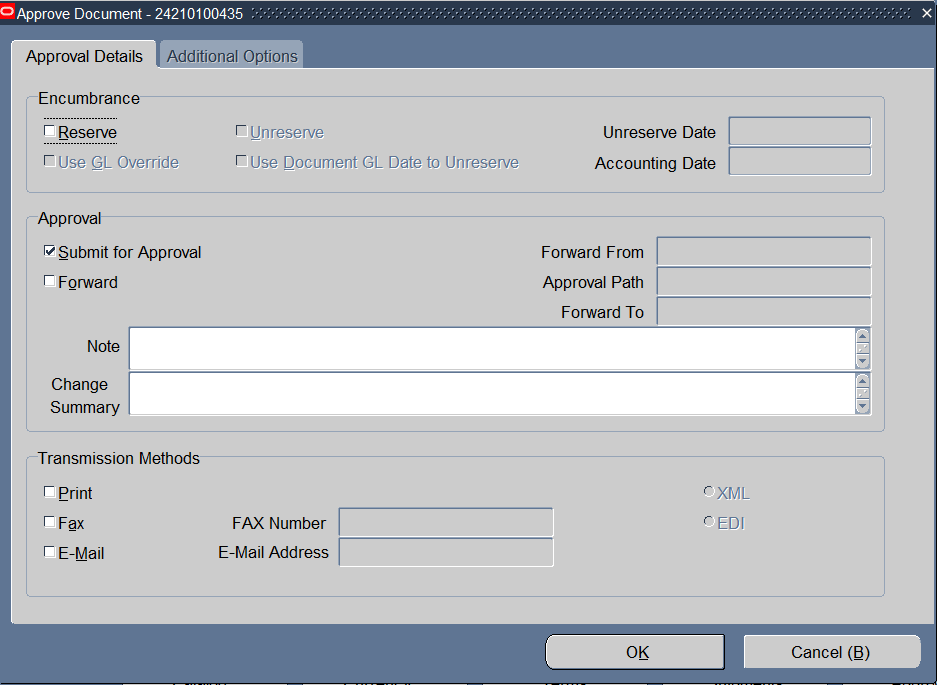 Approve Document - 24210100435
Approval Details
Additional Options
Encumbrance
Reserve
Unreserve
Unreserve Date
Use GL Override
Use Document GL Date to Unreserve
Accounting Date
Approval
Submit for Approval
Forward From
Forward
Approval Path
Forward To
Note
Change
Summary
Transmission Methods
Print
XML
Fax
FAX Number
EDI
E-Mail
E-Mail Address
OK
Cancel (B)